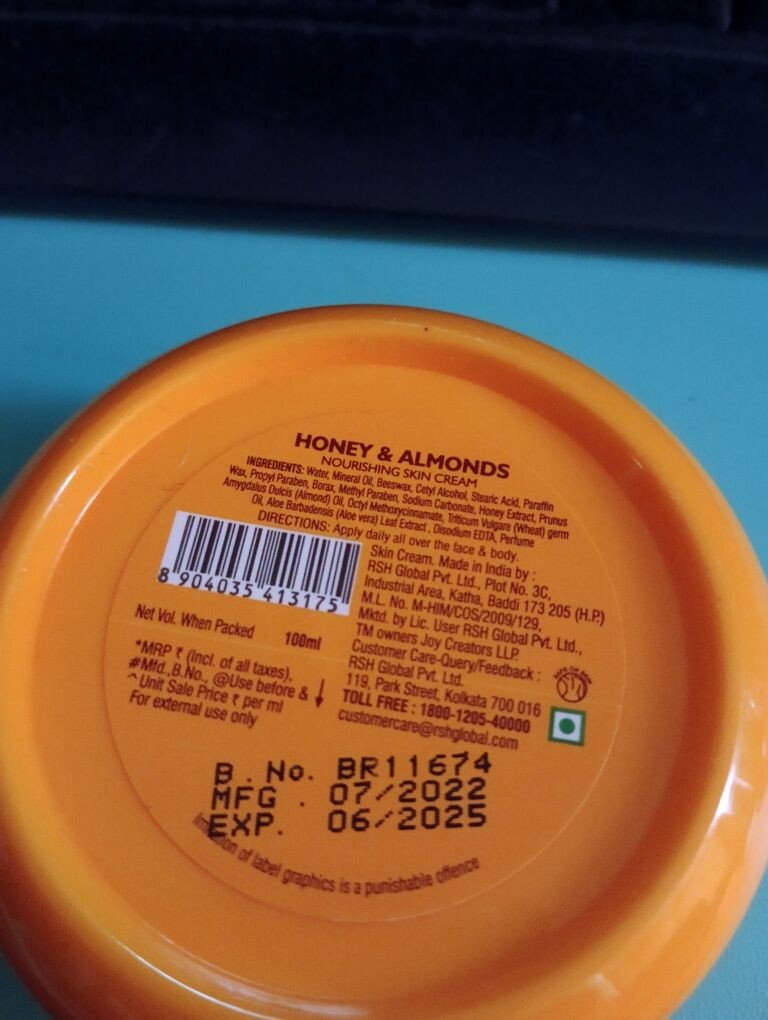 HONEY & ALMONDS
NOURISHING SKIN CREAM
INGREDIENTS: Water, Mineral Oil, Beeswax, Cetyl Alcohol, Stearic Acid, Paraffin
Wax, Propyl Paraben, Borax, Methyl Paraben, Sodium Carbonate, Honey Extract, Prunus
Amygdalus Dulcis (Almond) Oil, Octyl Methoxycinnamate, Triticum Vulgare (Wheat) germ
Oil, Aloe Barbadensis (Aloe vera) Leaf Extract, Disodium EDTA, Perfume
DIRECTIONS: Apply daily all over the face & body.
8 904035 413175
Net Vol. When Packed 100ml
*MRP ₹ (Incl. of all taxes),
#Mfd.,B.No., @Use before & ↓
^ Unit Sale Price ₹ per ml
For external use only
Skin Cream. Made in India by :
RSH Global Pvt. Ltd., Plot No. 3C,
Industrial Area, Katha, Baddi 173 205 (H.P.)
M.L. No. M-HIM/COS/2009/129,
Mktd. by Lic. User RSH Global Pvt. Ltd.,
TM owners Joy Creators LLP.
Customer Care-Query/Feedback :
RSH Global Pvt. Ltd.
119, Park Street, Kolkata 700 016
TOLL FREE : 1800-1205-40000
customercare@rshglobal.com
B. No. BR11674
MFG. 07/2022
EXP. 06/2025
Imitation of label graphics is a punishable offence